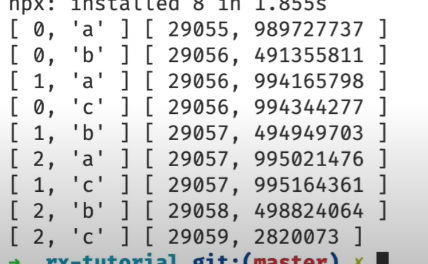 npx: installed 8 in 1.855s
[ 0, 'a' ] [ 29055, 989727737 ]
[ 0, 'b' ] [ 29056, 491355811 ]
[ 1, 'a' ] [ 29056, 994165798 ]
[ 0, 'c' ] [ 29056, 994344277 ]
[ 1, 'b' ] [ 29057, 494949703 ]
[ 2, 'a' ] [ 29057, 995021476 ]
[ 1, 'c' ] [ 29057, 995164361 ]
[ 2, 'b' ] [ 29058, 498824064 ]
[ 2, 'c' ] [ 29059, 2820073 ]
→ rx-tutorial git:(master) ✗